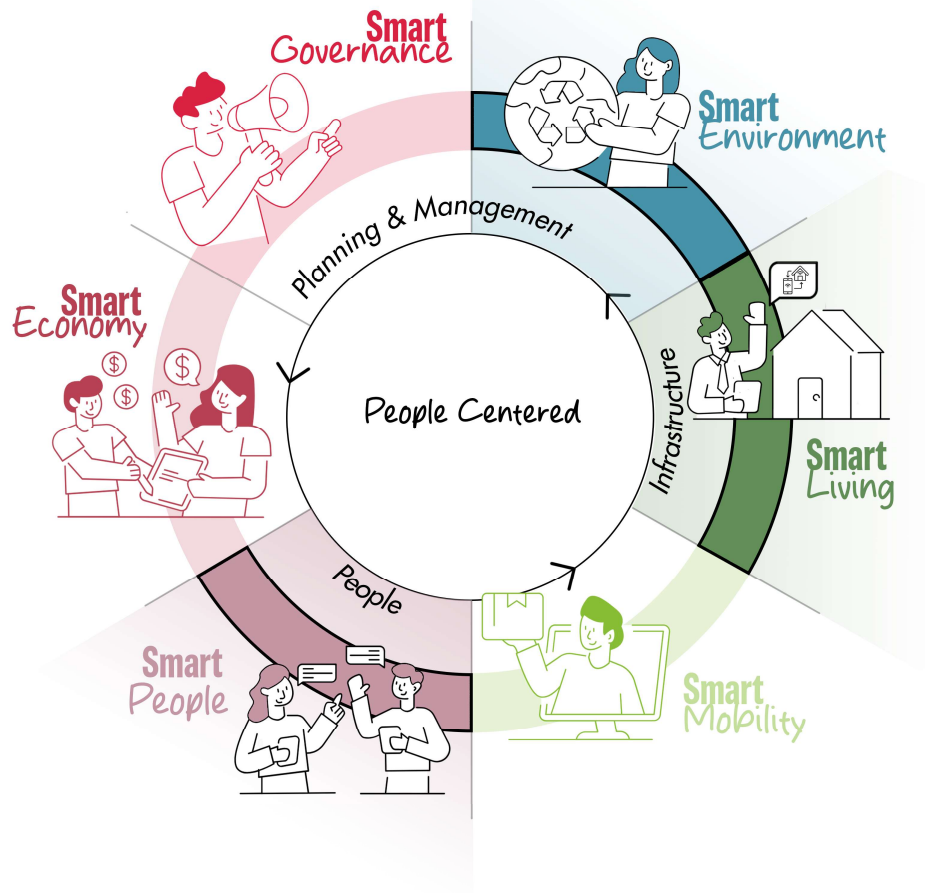 Smart
Governance
Smart
Environment
Planning & Management
Smart
Economy
$
$
$
People Centered
Infrastructure
Smart
Living
People
Smart
People
Smart
Mobility